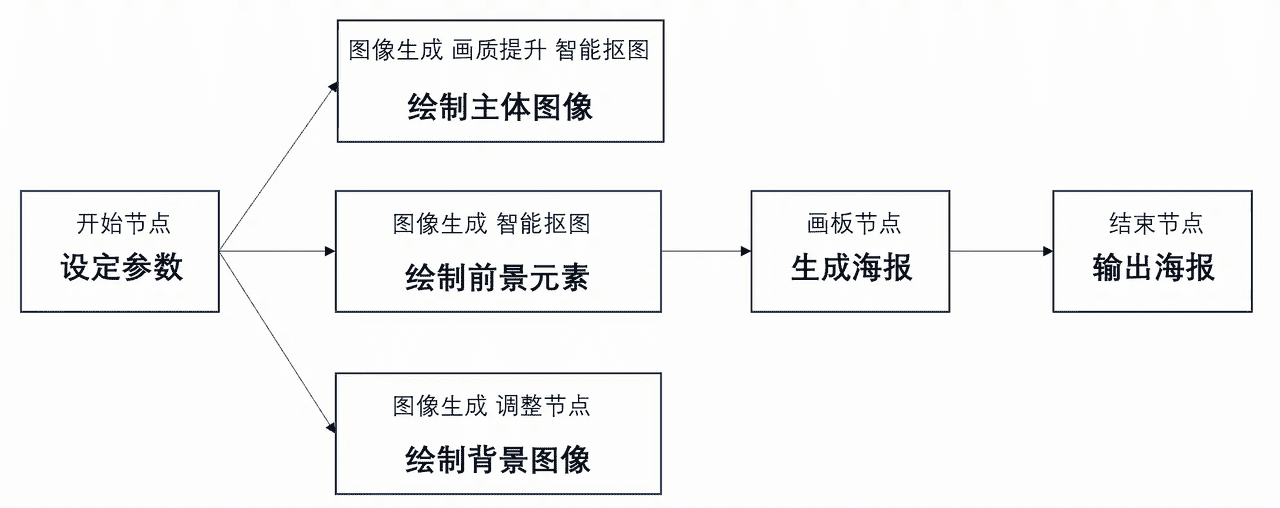 图像生成 画质提升 智能抠图
绘制主体图像
开始节点
设定参数
图像生成 智能抠图
绘制前景元素
画板节点
生成海报
结束节点
输出海报
图像生成 调整节点
绘制背景图像